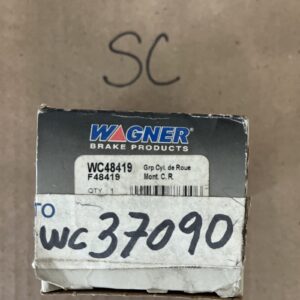 SC
WAGNER
BRAKE PRODUCTS
WC48419 Grp Cyl. de Roue
F48419 Mont. C. R.
QTY 1
TO
WC37090